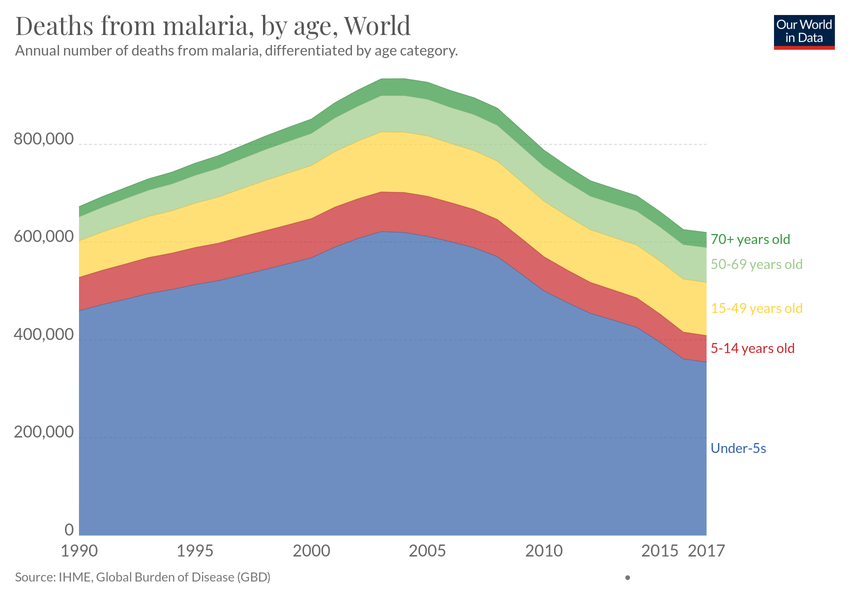 Deaths from malaria, by age, World
Annual number of deaths from malaria, differentiated by age category.
Our World
in Data
800,000
600,000
400,000
200,000
0
70+ years old
50-69 years old
15-49 years old
5-14 years old
Under-5s
1990
1995
2000
2005
2010
2015
2017
Source: IHME, Global Burden of Disease (GBD)